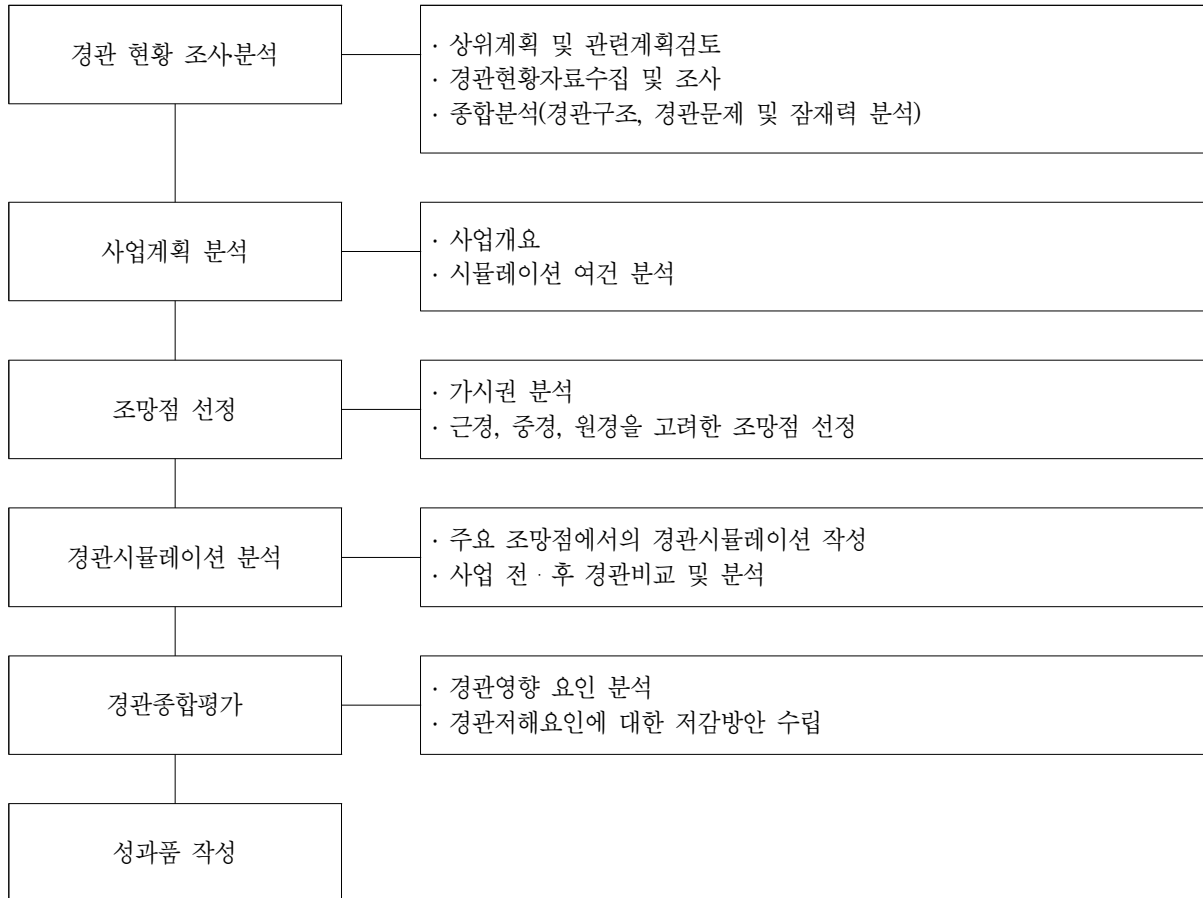 경관 현황 조사·분석
· 상위계획 및 관련계획검토
· 경관현황자료수집 및 조사
· 종합분석(경관구조, 경관문제 및 잠재력 분석)
사업계획 분석
· 사업개요
· 시뮬레이션 여건 분석
조망점 선정
· 가시권 분석
· 근경, 중경, 원경을 고려한 조망점 선정
경관시뮬레이션 분석
· 주요 조망점에서의 경관시뮬레이션 작성
· 사업 전 · 후 경관비교 및 분석
경관종합평가
· 경관영향 요인 분석
· 경관저해요인에 대한 저감방안 수립
성과품 작성